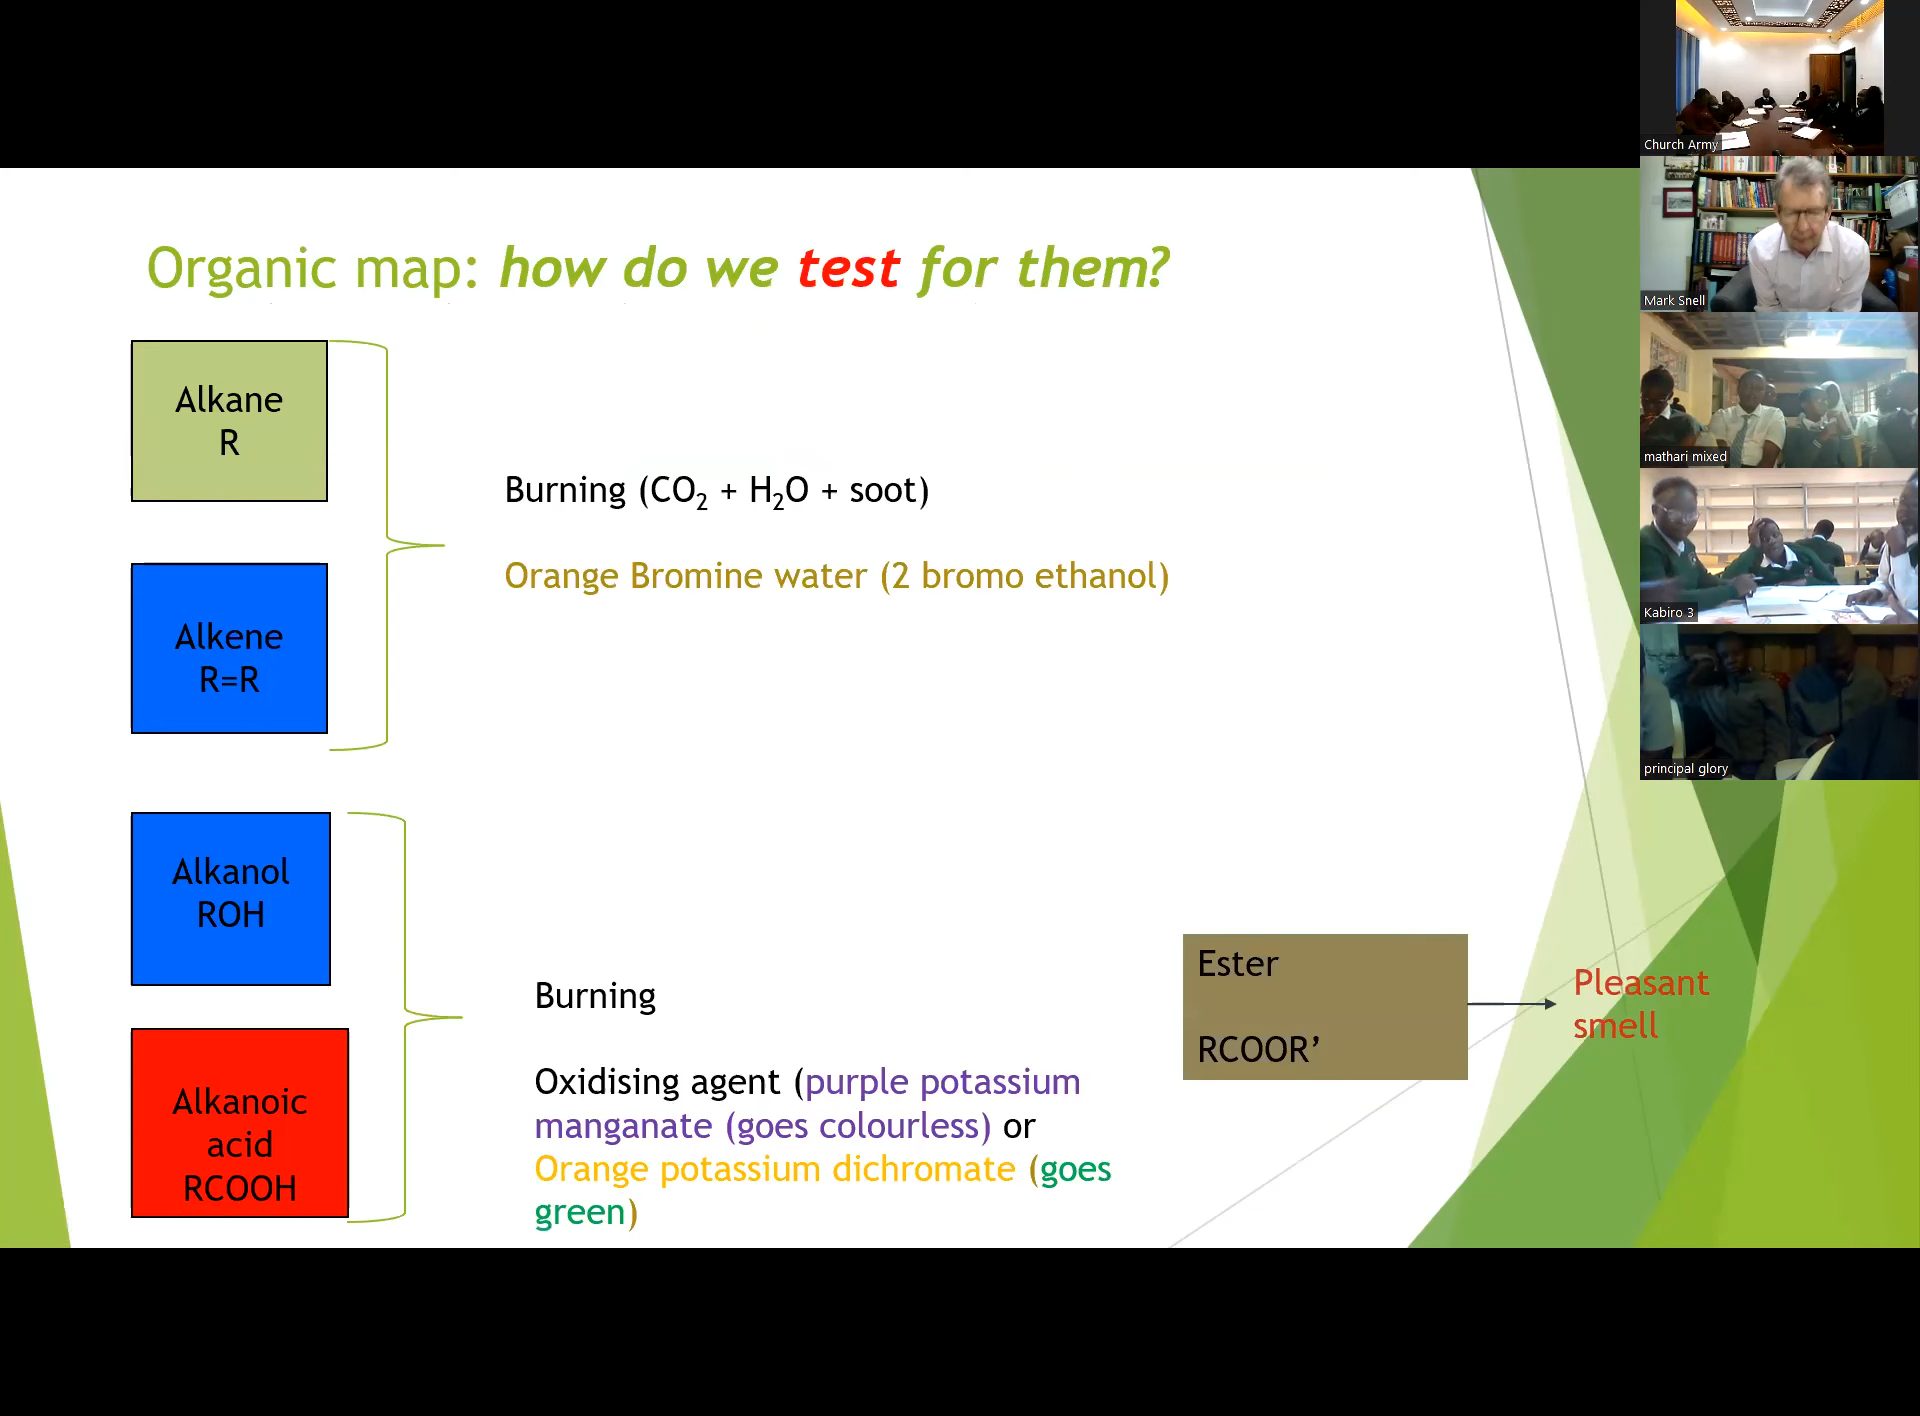 Organic map: how do we test for them?
Alkane
R
Burning (CO₂ + H₂O + soot)
Orange Bromine water (2 bromo ethanol)
Alkene
R=R
Alkanol
ROH
Alkanoic
acid
RCOOH
Burning
Oxidising agent (purple potassium
manganate (goes colourless) or
Orange potassium dichromate (goes
green)
Ester
RCOOR’
Pleasant
smell
Church Army
Mark Snell
mathari mixed
Kabiro 3
principal glory